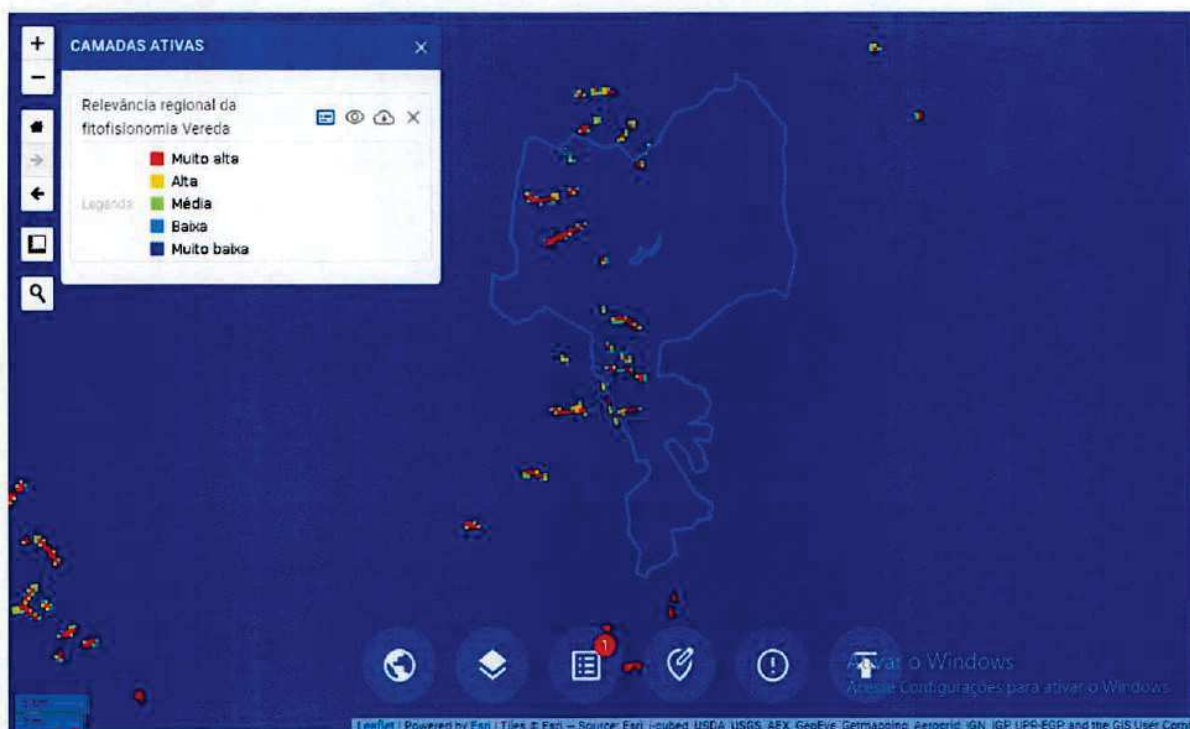 CAMADAS ATIVAS
Relevância regional da
fitofisionomia Vereda
Muito alta
Alta
Legenda
Média
Baixa
Muito baixa
1
Ativar o Windows
Acesse Configurações para ativar o Windows.
Leaflet | Powered by Esri | Tiles © Esri — Source: Esri, i-cubed, USDA, USGS, AEX, GeoEye, Getmapping, Aerogrid, IGN, IGP, UPR-EGP, and the GIS User Com